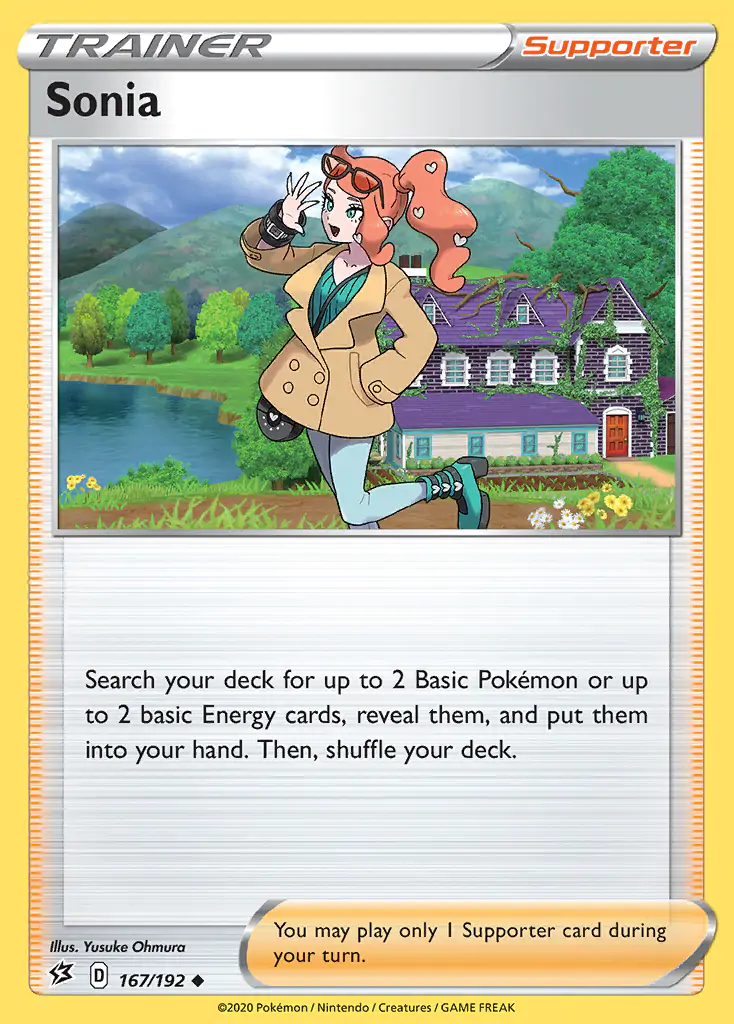 TRAINER
Supporter
Sonia
Search your deck for up to 2 Basic Pokémon or up
to 2 basic Energy cards, reveal them, and put them
into your hand. Then, shuffle your deck.
You may play only 1 Supporter card during
your turn.
Illus. Yusuke Ohmura
D 167/192
©2020 Pokémon / Nintendo / Creatures / GAME FREAK